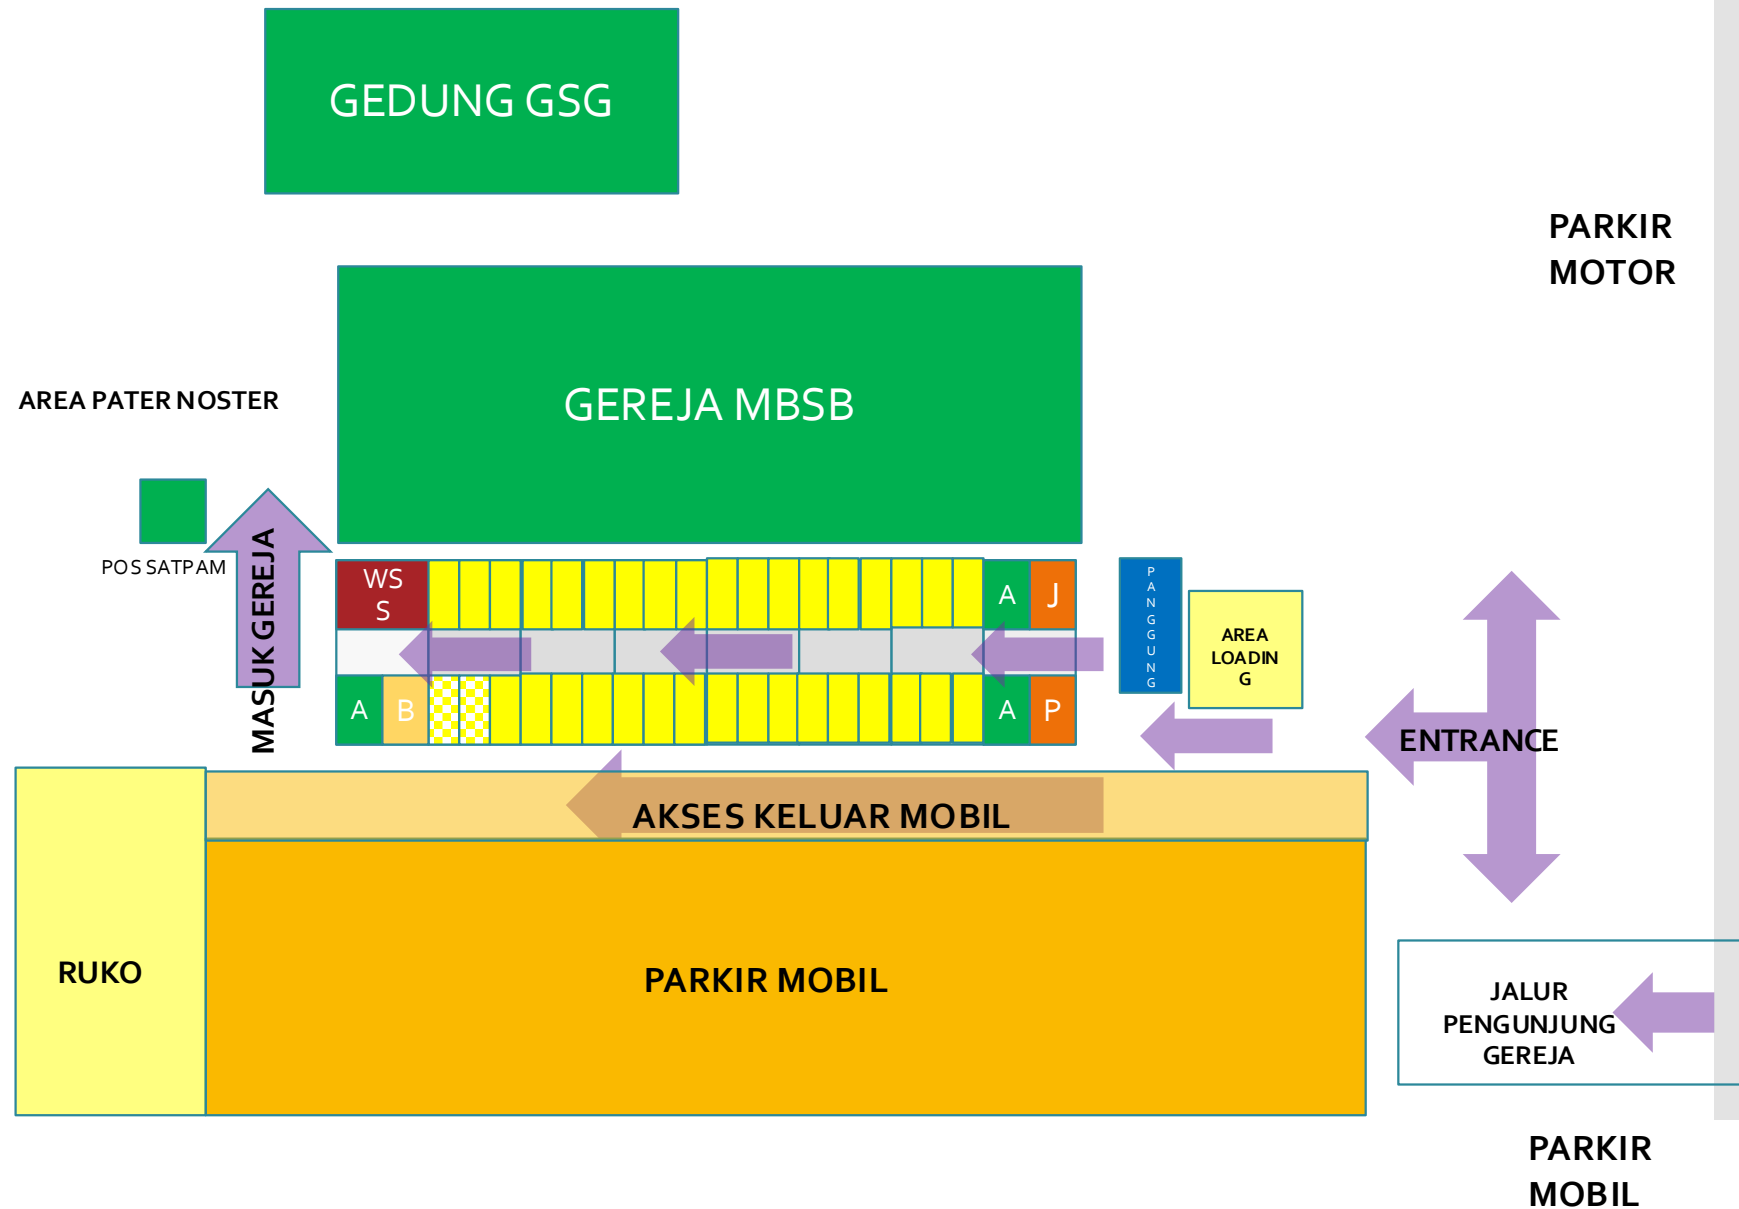 GEDUNG GSG
PARKIR
MOTOR
GEREJA MBSB
AREA PATER NOSTER
POS SATPAM
MASUK GEREJA
WS
S
A
J
PANGGUNG
AREA
LOADIN
G
A
B
A
P
ENTRANCE
AKSES KELUAR MOBIL
RUKO
PARKIR MOBIL
JALUR
PENGUNJUNG
GEREJA
PARKIR
MOBIL